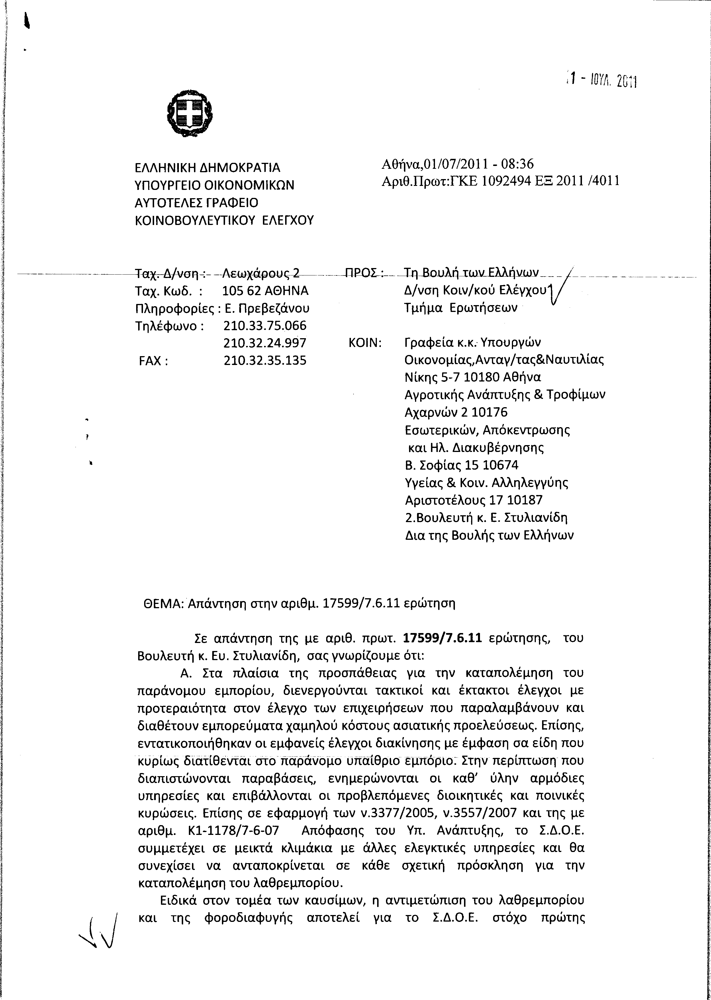 1 - ΙΟΥΛ. 2011
ΕΛΛΗΝΙΚΗ ΔΗΜΟΚΡΑΤΙΑ
ΥΠΟΥΡΓΕΙΟ ΟΙΚΟΝΟΜΙΚΩΝ
ΑΥΤΟΤΕΛΕΣ ΓΡΑΦΕΙΟ
ΚΟΙΝΟΒΟΥΛΕΥΤΙΚΟΥ ΕΛΕΓΧΟΥ
Αθήνα,01/07/2011 - 08:36
Αριθ.Πρωτ:ΓΚΕ 1092494 ΕΞ 2011 /4011
Ταχ. Δ/νση : Λεωχάρους 2
Ταχ. Κωδ. : 105 62 ΑΘΗΝΑ
Πληροφορίες : Ε. Πρεβεζάνου
Τηλέφωνο : 210.33.75.066
210.32.24.997
FAX : 210.32.35.135
ΠΡΟΣ : Τη Βουλή των Ελλήνων
Δ/νση Κοιν/κού Ελέγχου
Τμήμα Ερωτήσεων
ΚΟΙΝ: Γραφεία κ.κ. Υπουργών
Οικονομίας,Ανταγ/τας&Ναυτιλίας
Νίκης 5-7 10180 Αθήνα
Αγροτικής Ανάπτυξης & Τροφίμων
Αχαρνών 2 10176
Εσωτερικών, Απόκεντρωσης
και Ηλ. Διακυβέρνησης
Β. Σοφίας 15 10674
Υγείας & Κοιν. Αλληλεγγύης
Αριστοτέλους 17 10187
2.Βουλευτή κ. Ε. Στυλιανίδη
Δια της Βουλής των Ελλήνων
ΘΕΜΑ: Απάντηση στην αριθμ. 17599/7.6.11 ερώτηση
Σε απάντηση της με αριθ. πρωτ. 17599/7.6.11 ερώτησης, του
Βουλευτή κ. Ευ. Στυλιανίδη, σας γνωρίζουμε ότι:
Α. Στα πλαίσια της προσπάθειας για την καταπολέμηση του
παράνομου εμπορίου, διενεργούνται τακτικοί και έκτακτοι έλεγχοι με
προτεραιότητα στον έλεγχο των επιχειρήσεων που παραλαμβάνουν και
διαθέτουν εμπορεύματα χαμηλού κόστους ασιατικής προελεύσεως. Επίσης,
εντατικοποιήθηκαν οι εμφανείς έλεγχοι διακίνησης με έμφαση σα είδη που
κυρίως διατίθενται στο παράνομο υπαίθριο εμπόριο. Στην περίπτωση που
διαπιστώνονται παραβάσεις, ενημερώνονται οι καθ’ ύλην αρμόδιες
υπηρεσίες και επιβάλλονται οι προβλεπόμενες διοικητικές και ποινικές
κυρώσεις. Επίσης σε εφαρμογή των ν.3377/2005, ν.3557/2007 και της με
αριθμ. Κ1-1178/7-6-07 Απόφασης του Υπ. Ανάπτυξης, το Σ.Δ.Ο.Ε.
συμμετέχει σε μεικτά κλιμάκια με άλλες ελεγκτικές υπηρεσίες και θα
συνεχίσει να ανταποκρίνεται σε κάθε σχετική πρόσκληση για την
καταπολέμηση του λαθρεμπορίου.
Ειδικά στον τομέα των καυσίμων, η αντιμετώπιση του λαθρεμπορίου
και της φοροδιαφυγής αποτελεί για το Σ.Δ.Ο.Ε. στόχο πρώτης